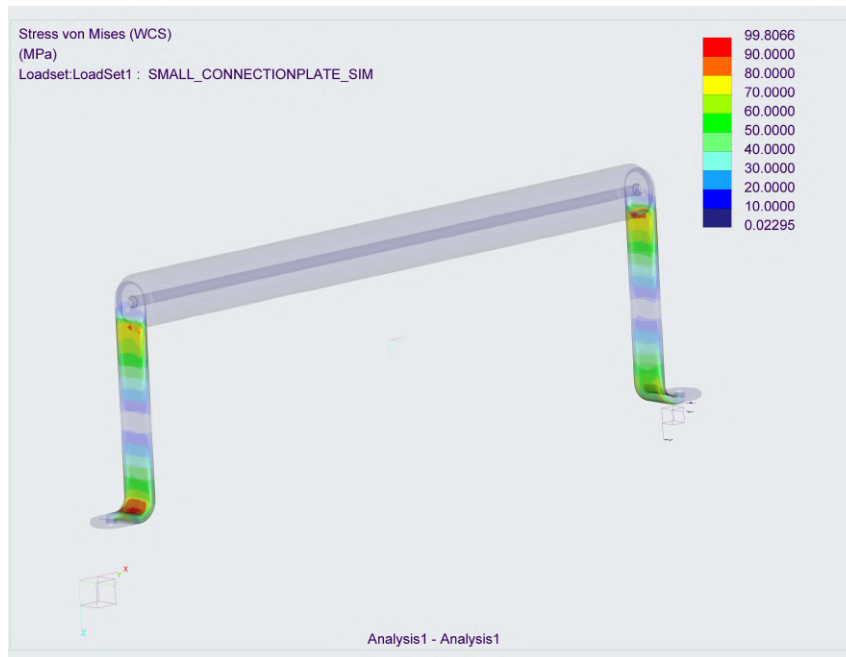 Stress von Mises (WCS)
(MPa)
Loadset:LoadSet1 : SMALL_CONNECTIONPLATE_SIM
99.8066
90.0000
80.0000
70.0000
60.0000
50.0000
40.0000
30.0000
20.0000
10.0000
0.02295
X
Y
Z
Analysis1 - Analysis1